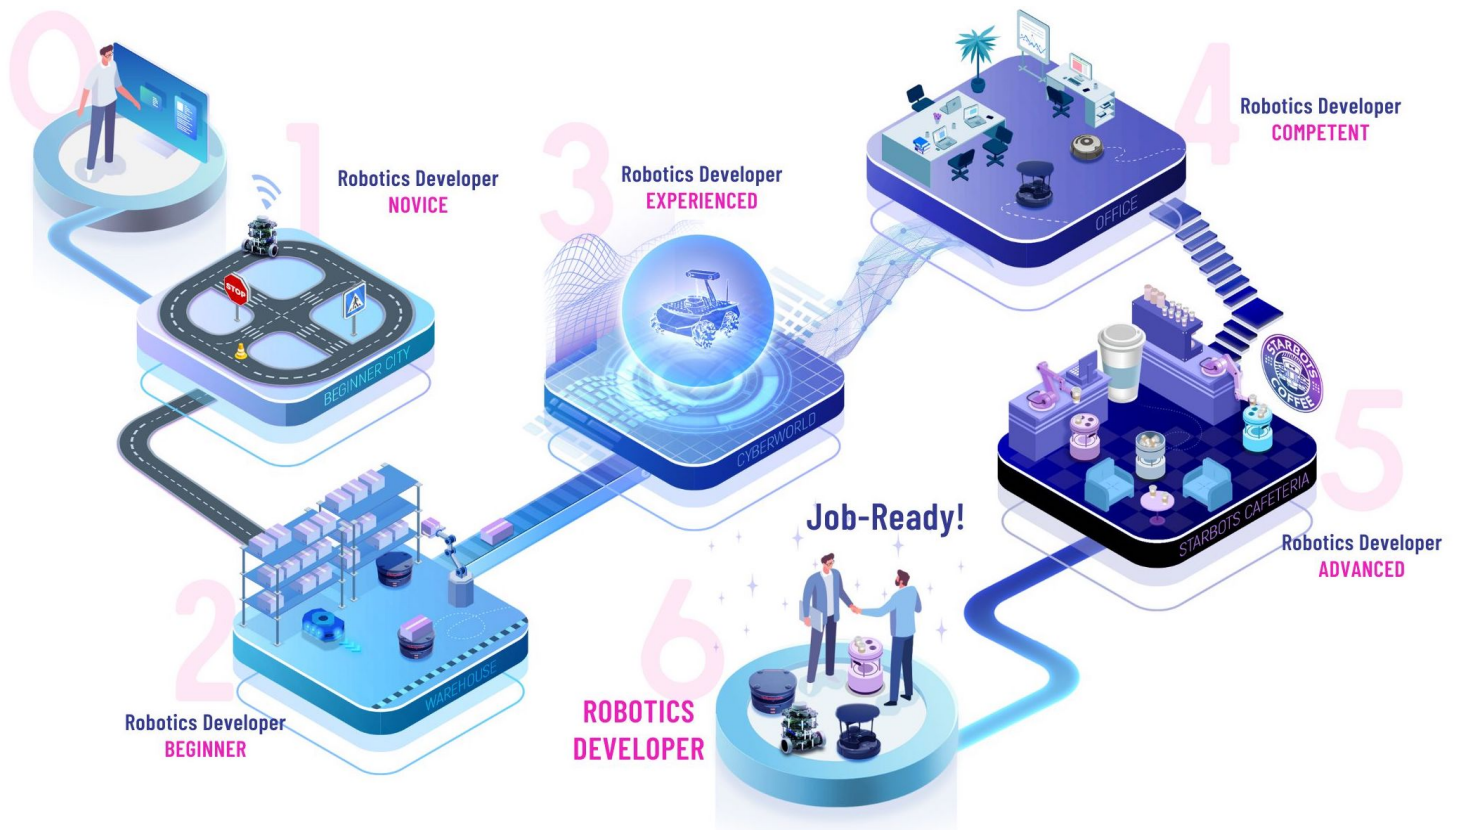 0
1
Robotics Developer
NOVICE
STOP
BEGINNER CITY
2
WAREHOUSE
Robotics Developer
BEGINNER
3
Robotics Developer
EXPERIENCED
CYBERWORLD
4
Robotics Developer
COMPETENT
OFFICE
5
STARBOTS
COFFEE
STARBOTS CAFETERIA
Robotics Developer
ADVANCED
Job-Ready!
6
ROBOTICS
DEVELOPER